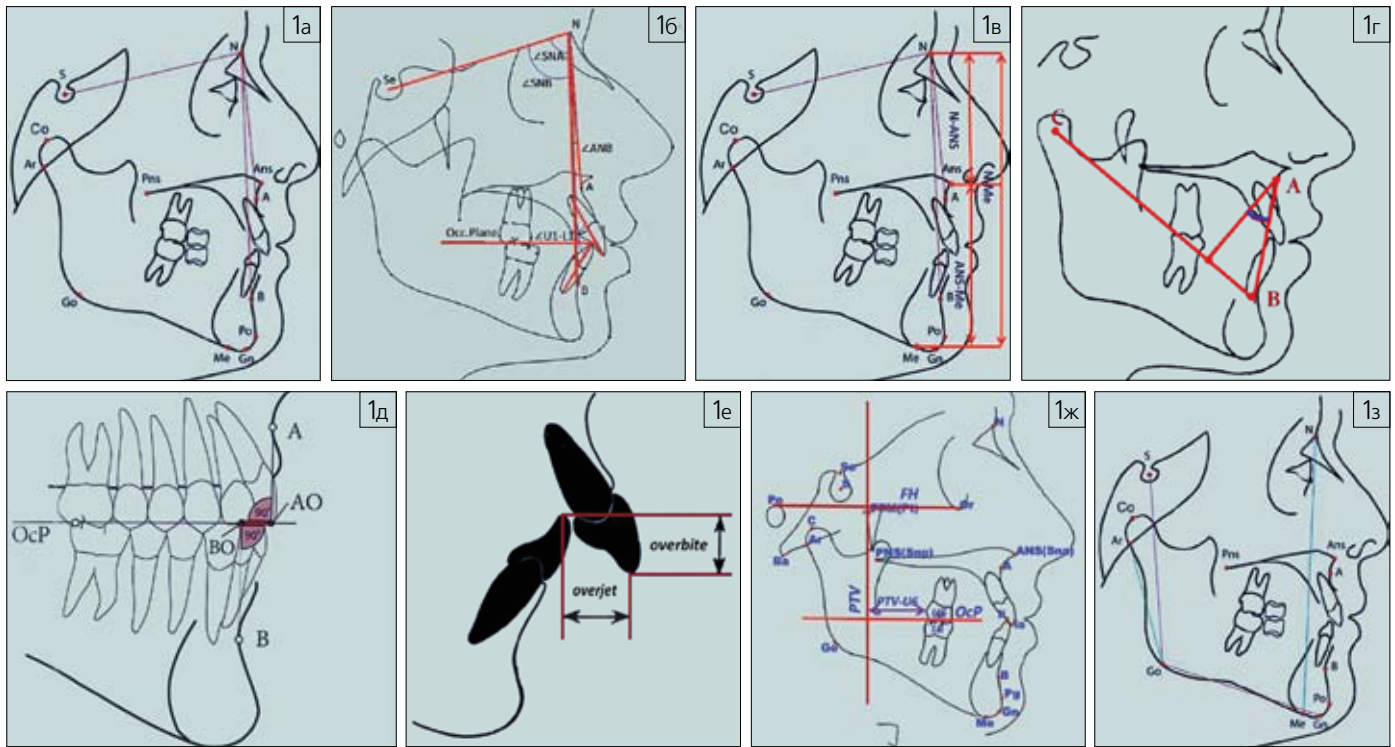 1а
N
S
Co
Ar
Pns
Ans
A
Go
B
Po
Me
Gn
1б
N
Se
∠SNA
∠SNB
∠ANB
A
Occ.Plane
∠U1-L1
B
1в
N
S
N-ANS
Co
Ar
Pns
Ans
N-Me
A
ANS-Me
Go
B
Po
Me
Gn
1г
C
A
B
1д
A
90°
AO
OcP
BO
90°
B
1е
overbite
overjet
1ж
N
Se
S
Po
FH
Or
C
Ar
Ba
PNS(Snp)
ANS(Sna)
A
PTV
PTV-U6
OcP
Go
B
Pg
Gn
Me
1з
N
S
Co
Ar
Pns
Ans
A
Go
B
Po
Me
Gn